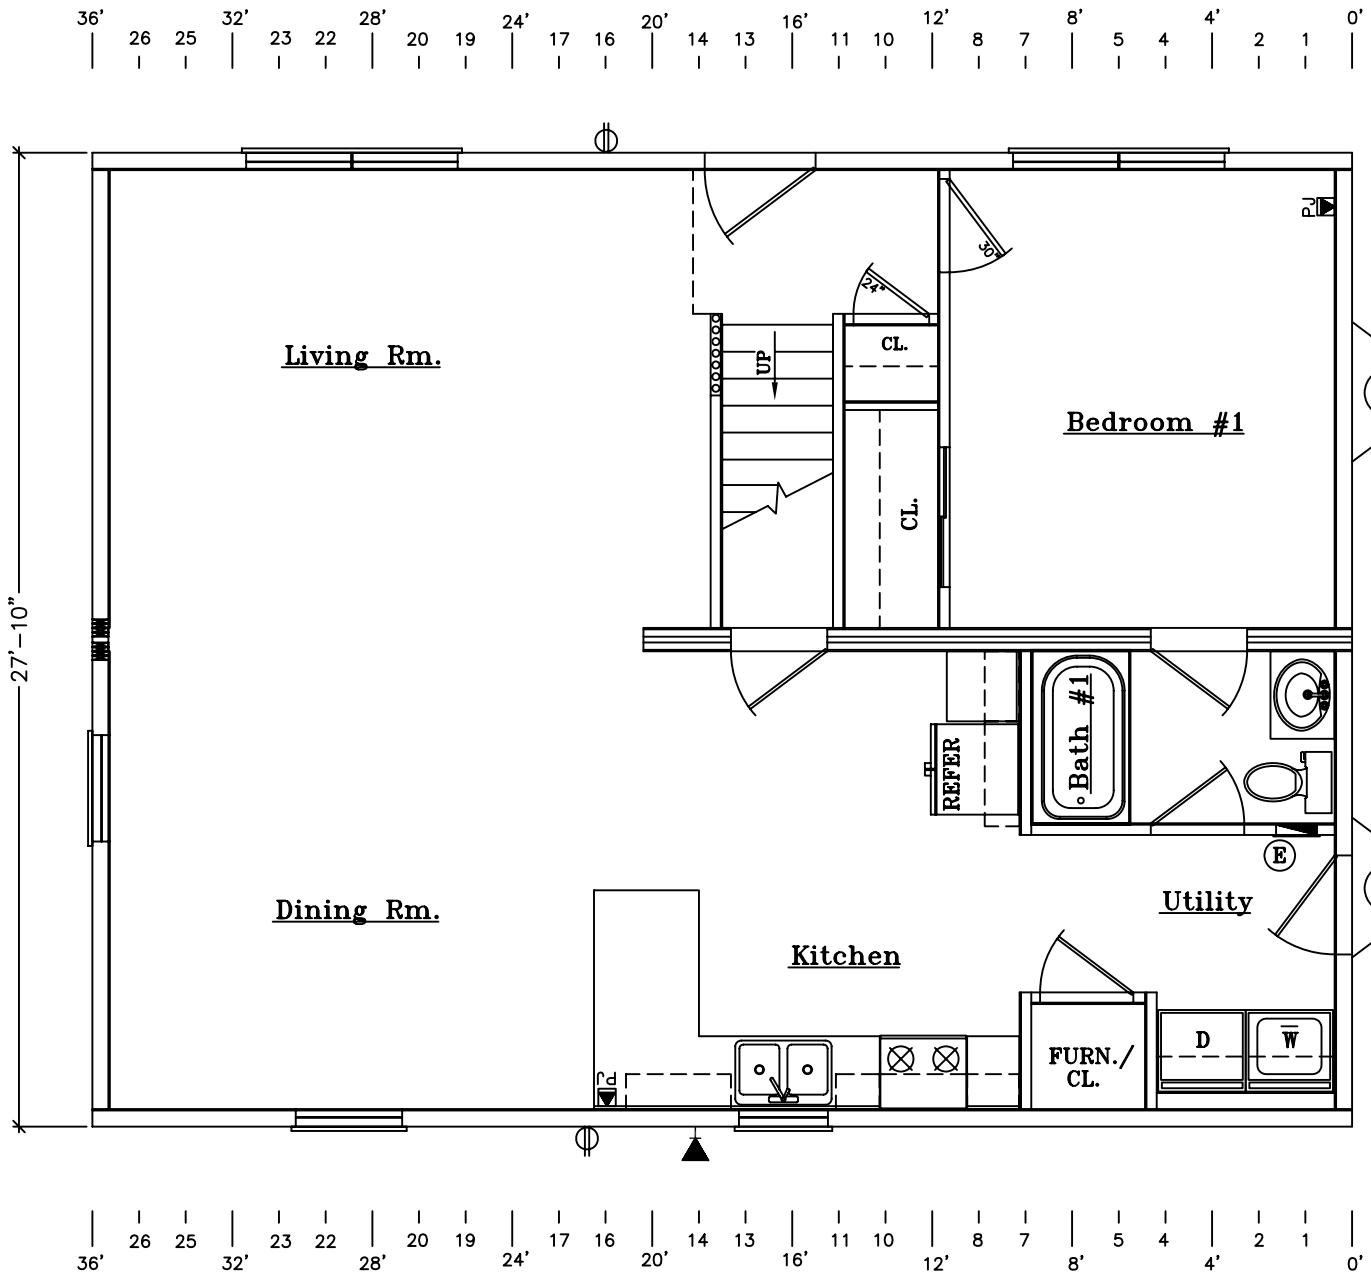 36' 32' 28' 24' 20' 16' 12' 8' 4' 0'
26 25 23 22 20 19 17 16 14 13 11 10 8 7 5 4 2 1
PJ
30"
24"
CL.
UP
Living Rm.
Bedroom #1
CL.
27'-10"
Bath #1
REFER
E
Utility
Dining Rm.
Kitchen
D
W
FURN./
CL.
PJ
26 25 23 22 20 19 17 16 14 13 11 10 8 7 5 4 2 1
36' 32' 28' 24' 20' 16' 12' 8' 4' 0'